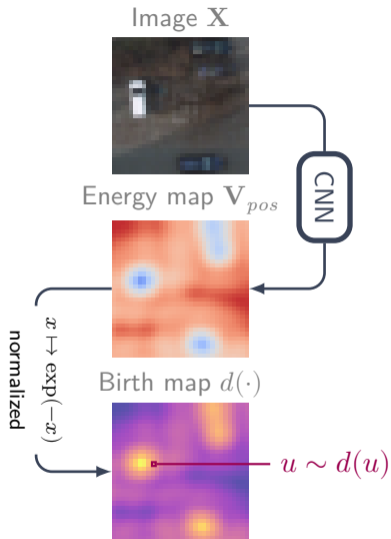 Image X
CNN
Energy map V_pos
x ↦ exp(−x)
normalized
Birth map d(·)
u ∼ d(u)